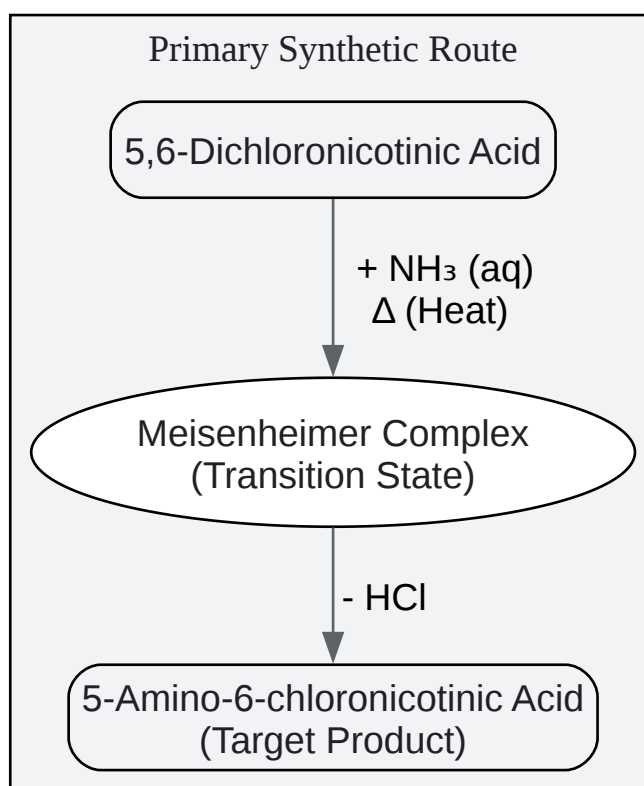 Primary Synthetic Route
5,6-Dichloronicotinic Acid
+ NH₃ (aq)
Δ (Heat)
Meisenheimer Complex
(Transition State)
- HCl
5-Amino-6-chloronicotinic Acid
(Target Product)